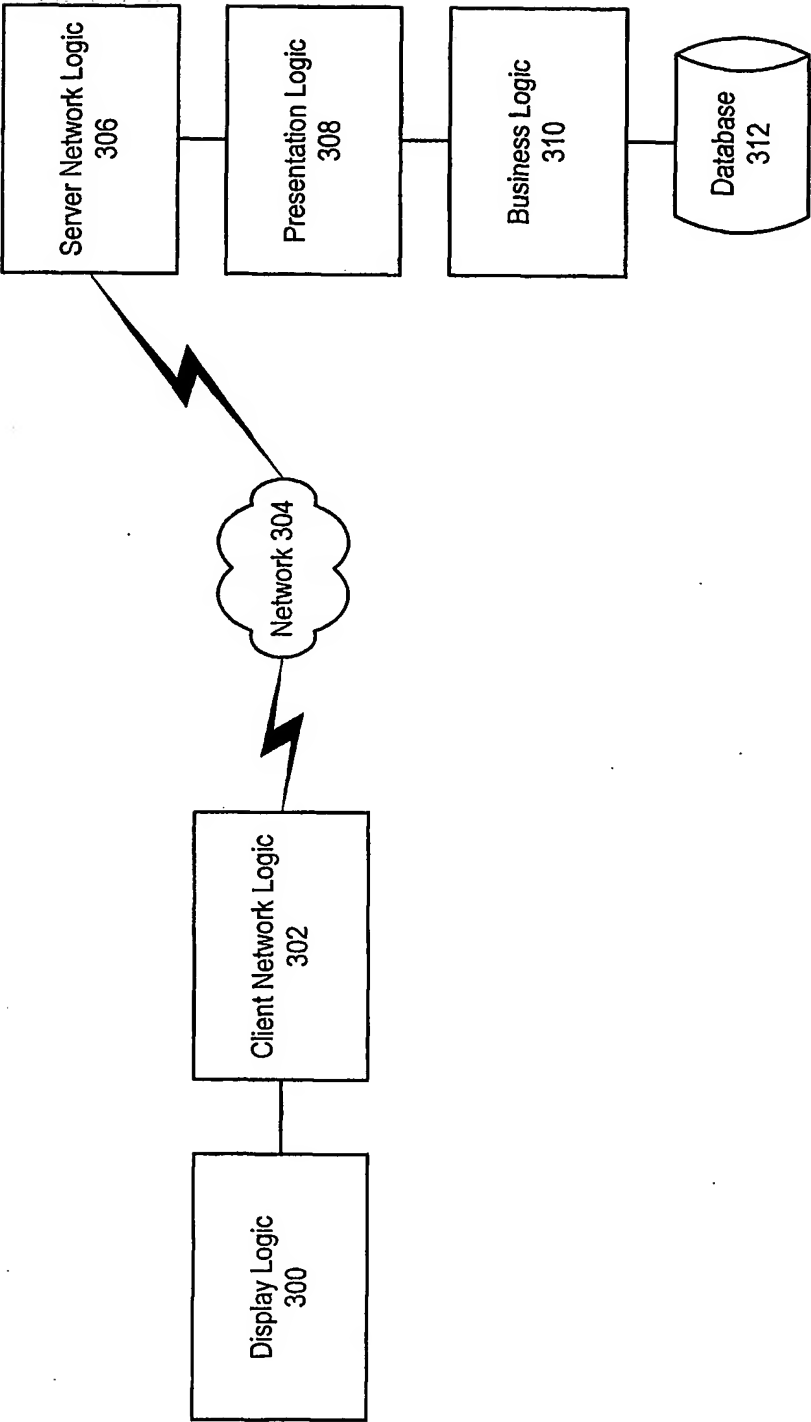 Display Logic
300
Client Network Logic
302
Network 304
Server Network Logic
306
Presentation Logic
308
Business Logic
310
Database
312